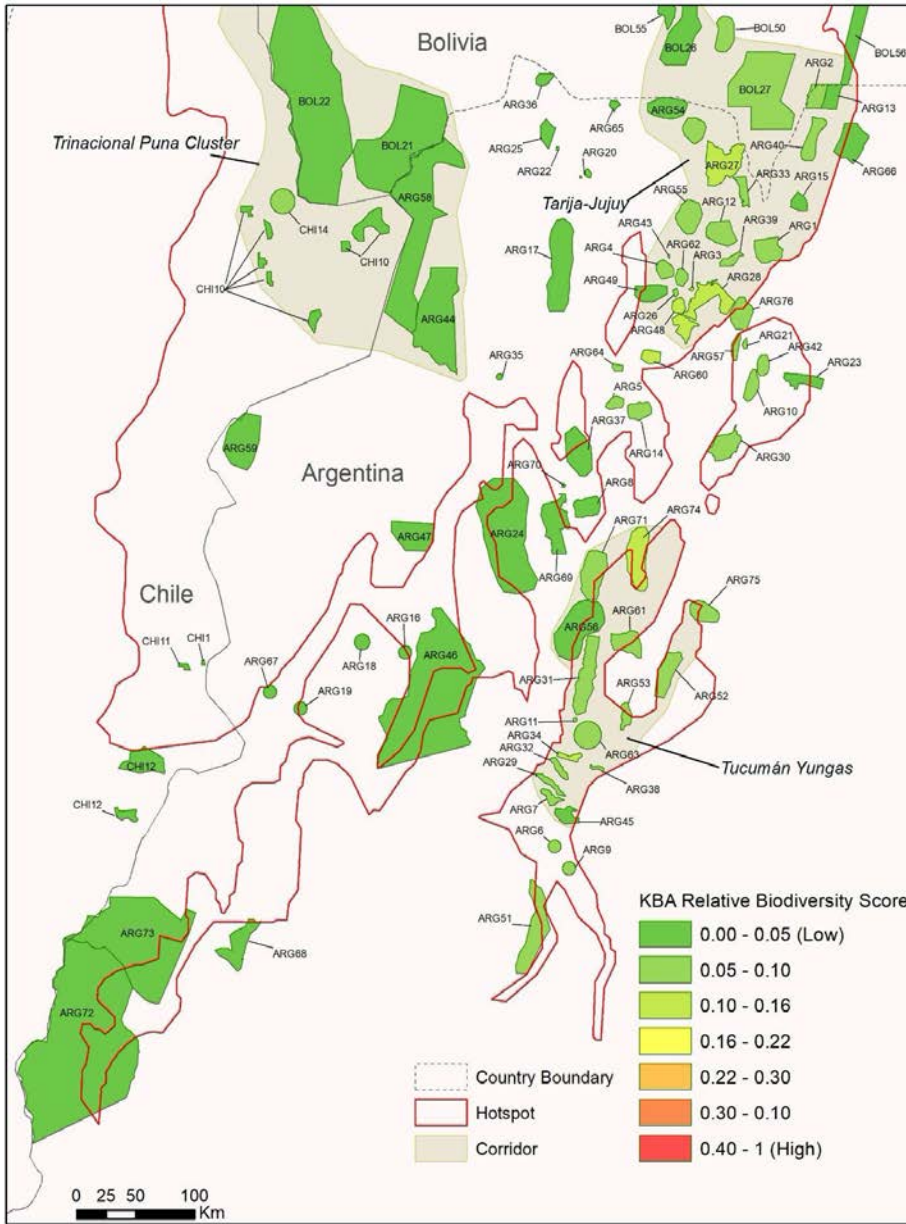 Bolivia
BOL55
BOL26
BOL50
BOL56
BOL22
BOL27
ARG2
ARG36
ARG54
ARG13
ARG65
Trinacional Puna Cluster
BOL21
ARG25
ARG20
ARG40
ARG22
ARG27
ARG33
ARG66
ARG58
Tarija-Jujuy
ARG55
ARG12
ARG15
CHI14
ARG39
ARG43
ARG62
ARG1
ARG4
ARG3
ARG17
CHI10
ARG28
CHI10
ARG49
ARG26
ARG76
ARG44
ARG48
ARG21
ARG57
ARG42
ARG35
ARG64
ARG60
ARG23
ARG5
ARG10
ARG37
ARG14
ARG59
ARG30
Argentina
ARG70
ARG8
ARG74
ARG71
ARG47
ARG24
ARG69
Chile
ARG75
ARG16
ARG61
CHI11
CHI1
ARG56
ARG18
ARG46
ARG67
ARG31
ARG53
ARG52
ARG19
ARG11
ARG34
ARG63
ARG32
CHI12
Tucumán Yungas
ARG29
ARG38
ARG7
CHI12
ARG45
ARG6
ARG9
ARG51
KBA Relative Biodiversity Score
ARG73
0.00 - 0.05 (Low)
ARG68
0.05 - 0.10
ARG72
0.10 - 0.16
0.16 - 0.22
Country Boundary
0.22 - 0.30
Hotspot
0.30 - 0.10
Corridor
0.40 - 1 (High)
0 25 50 100
Km